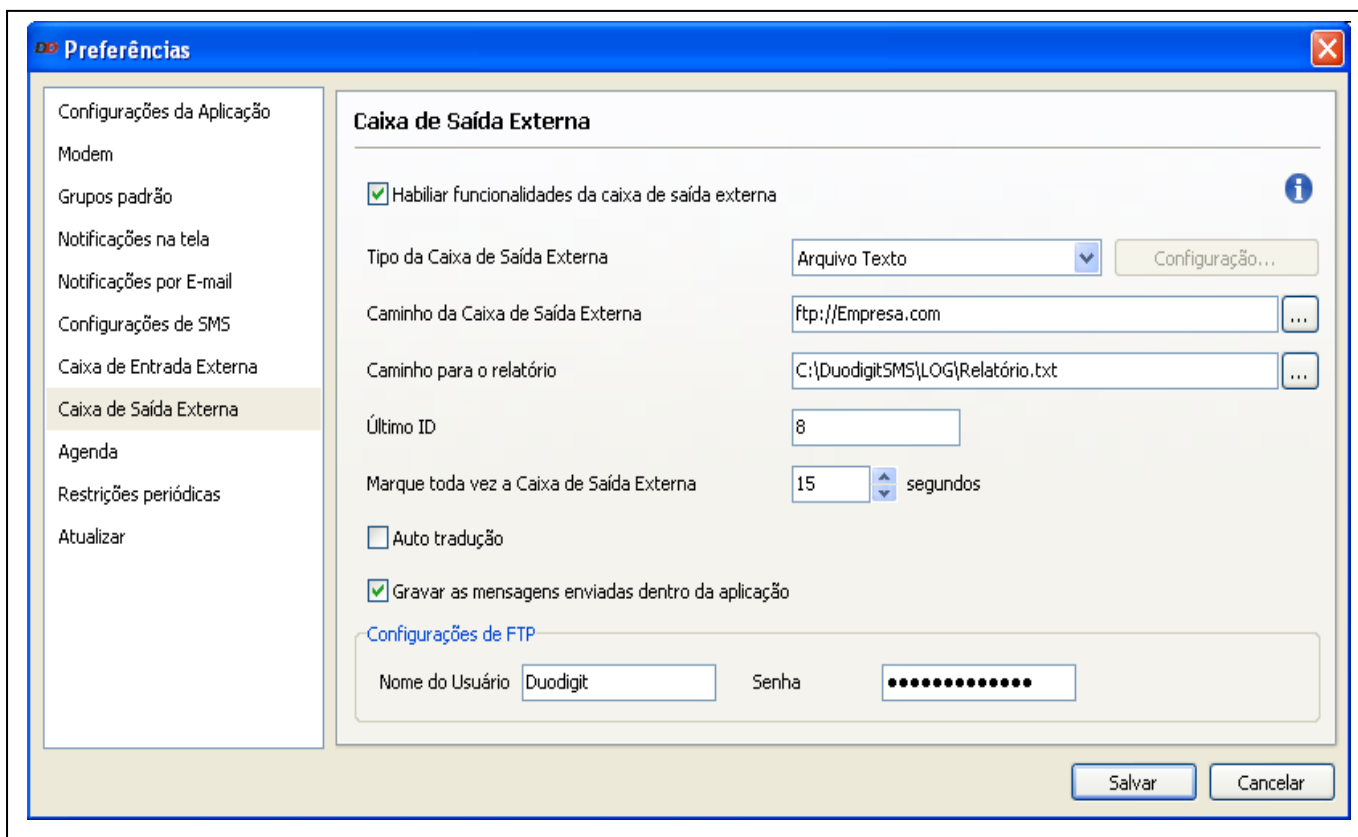 DD Preferências
Configurações da Aplicação
Modem
Grupos padrão
Notificações na tela
Notificações por E-mail
Configurações de SMS
Caixa de Entrada Externa
Caixa de Saída Externa
Agenda
Restrições periódicas
Atualizar
Caixa de Saída Externa
Habiliar funcionalidades da caixa de saída externa
Tipo da Caixa de Saída Externa Arquivo Texto Configuração...
Caminho da Caixa de Saída Externa ftp://Empresa.com ...
Caminho para o relatório C:\DuodigitSMS\LOG\Relatório.txt ...
Último ID 8
Marque toda vez a Caixa de Saída Externa 15 segundos
Auto tradução
Gravar as mensagens enviadas dentro da aplicação
Configurações de FTP
Nome do Usuário Duodigit Senha •••••••••••••
Salvar Cancelar